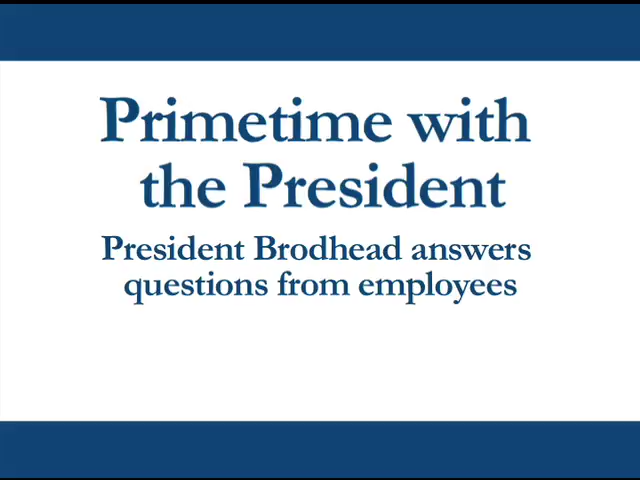 Primetime with
the President
President Brodhead answers
questions from employees